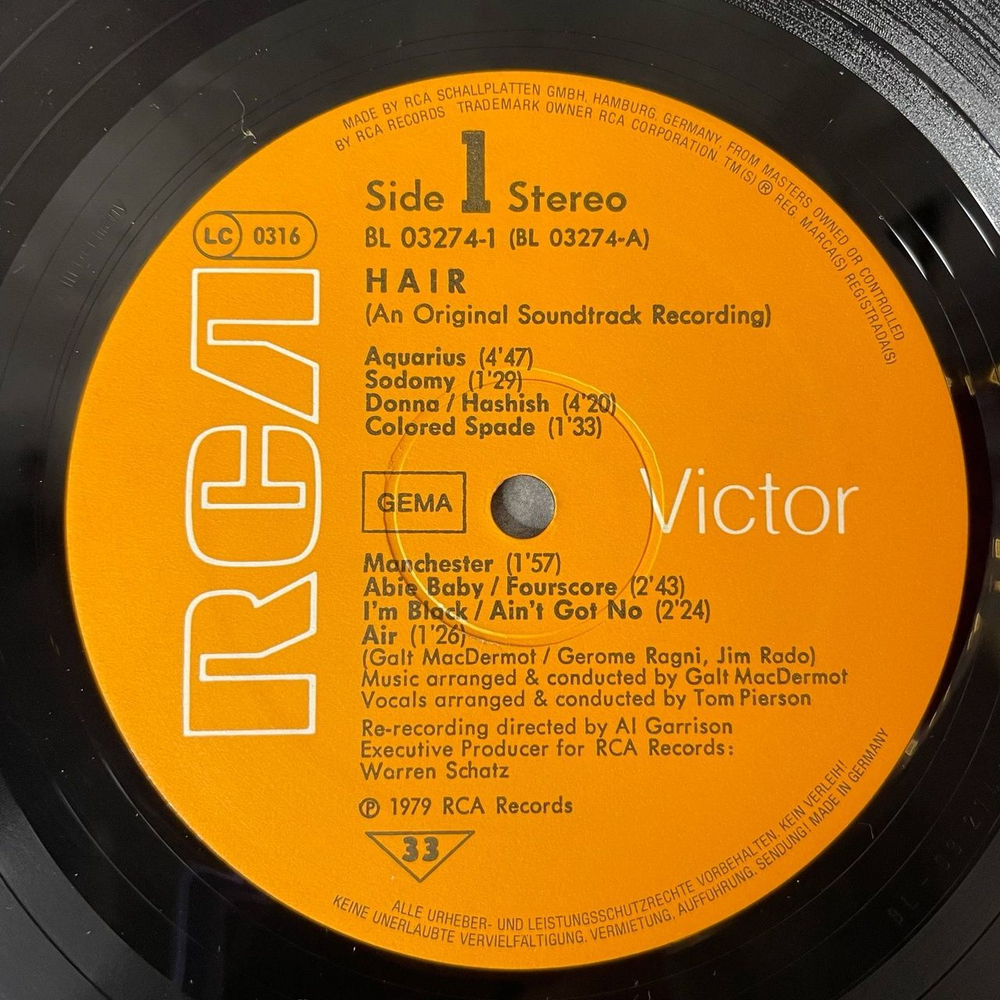 MADE BY RCA SCHALLPLATTEN GMBH, HAMBURG, GERMANY, FROM MASTERS OWNED OR CONTROLLED
BY RCA RECORDS TRADEMARK OWNER RCA CORPORATION. TM(S) ® REG. MARCA(S) REGISTRADA(S)
Side 1 Stereo
LC 0316
BL 03274-1 (BL 03274-A)
HAIR
(An Original Soundtrack Recording)
Aquarius (4'47)
Sodomy (1'29)
Donna / Hashish (4'20)
Colored Spade (1'33)
RCA
GEMA
Victor
Manchester (1'57)
Abie Baby / Fourscore (2'43)
I'm Black / Ain't Got No (2'24)
Air (1'26)
(Galt MacDermot / Gerome Ragni, Jim Rado)
Music arranged & conducted by Galt MacDermot
Vocals arranged & conducted by Tom Pierson
Re-recording directed by Al Garrison
Executive Producer for RCA Records:
Warren Schatz
℗ 1979 RCA Records
33
ALLE URHEBER- UND LEISTUNGSSCHUTZRECHTE VORBEHALTEN. KEIN VERLEIH!
KEINE UNERLAUBTE VERVIELFÄLTIGUNG, VERMIETUNG, AUFFÜHRUNG, SENDUNG! MADE IN GERMANY